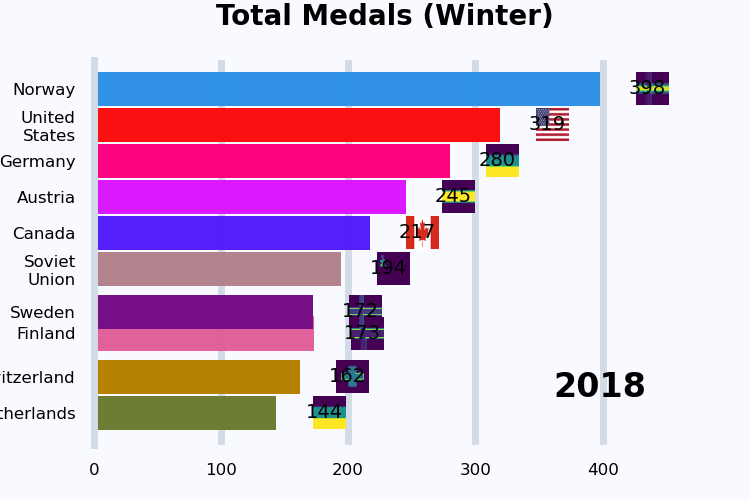 Total Medals (Winter)
Norway 398
United
States 319
Germany 280
Austria 245
Canada 217
Soviet
Union 194
Sweden 172
Finland 173
itzerland 162
therlands 144
2018
0 100 200 300 400